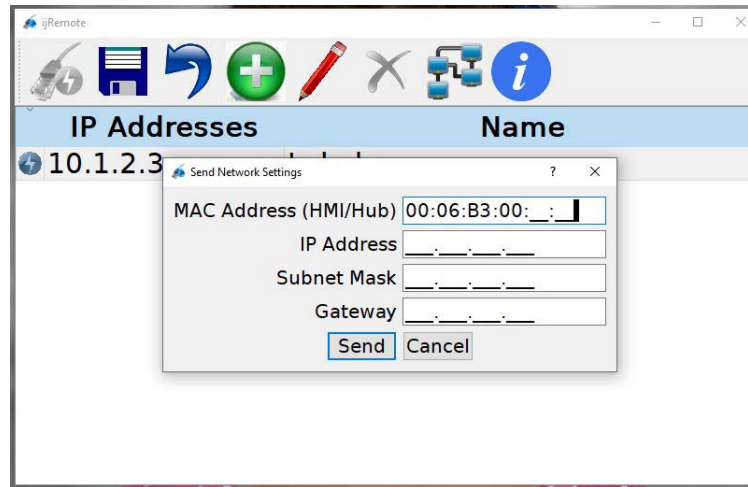 ijRemote
IP Addresses Name
10.1.2.3
Send Network Settings ? ×
MAC Address (HMI/Hub) 00:06:B3:00:__:__
IP Address ___.___.___.___
Subnet Mask ___.___.___.___
Gateway ___.___.___.___
Send Cancel